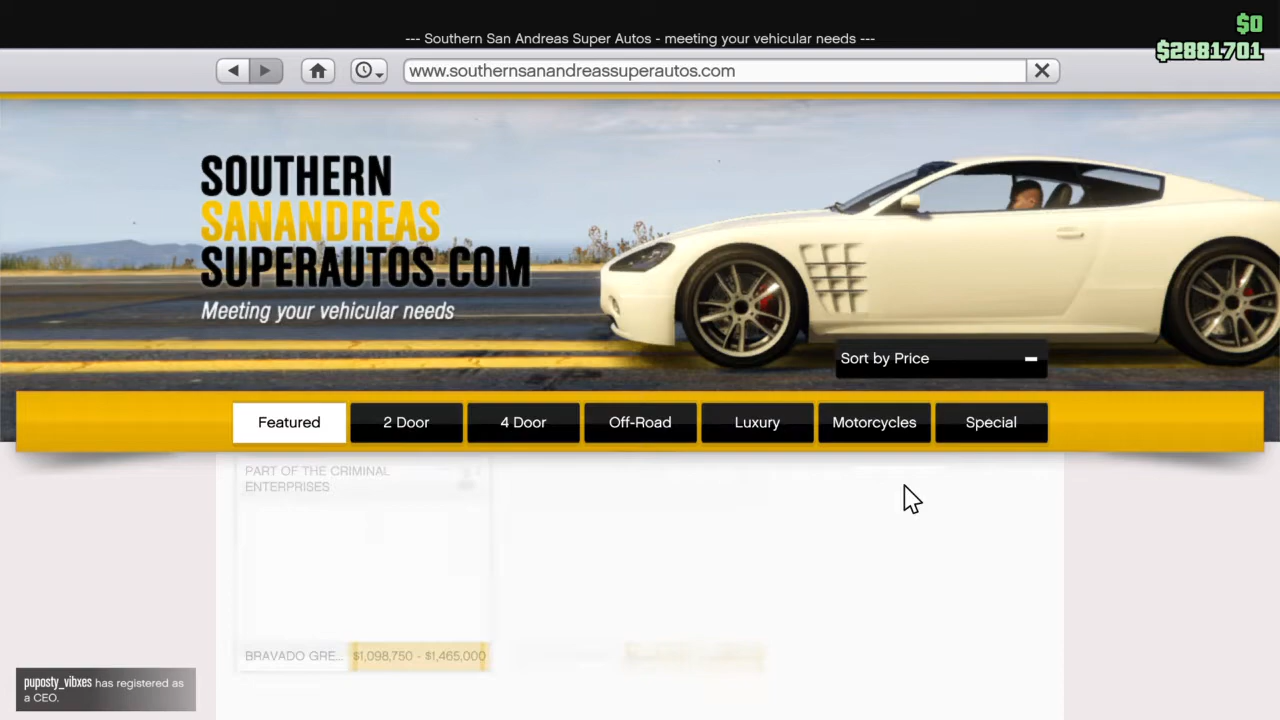 --- Southern San Andreas Super Autos - meeting your vehicular needs ---
$0
$2881701
www.southernsanandreassuperautos.com
SOUTHERN
SANANDREAS
SUPERAUTOS.COM
Meeting your vehicular needs
Sort by Price
Featured
2 Door
4 Door
Off-Road
Luxury
Motorcycles
Special
PART OF THE CRIMINAL
ENTERPRISES
BRAVADO GRE... $1,098,750 - $1,465,000
puposty_vibxes has registered as
a CEO.